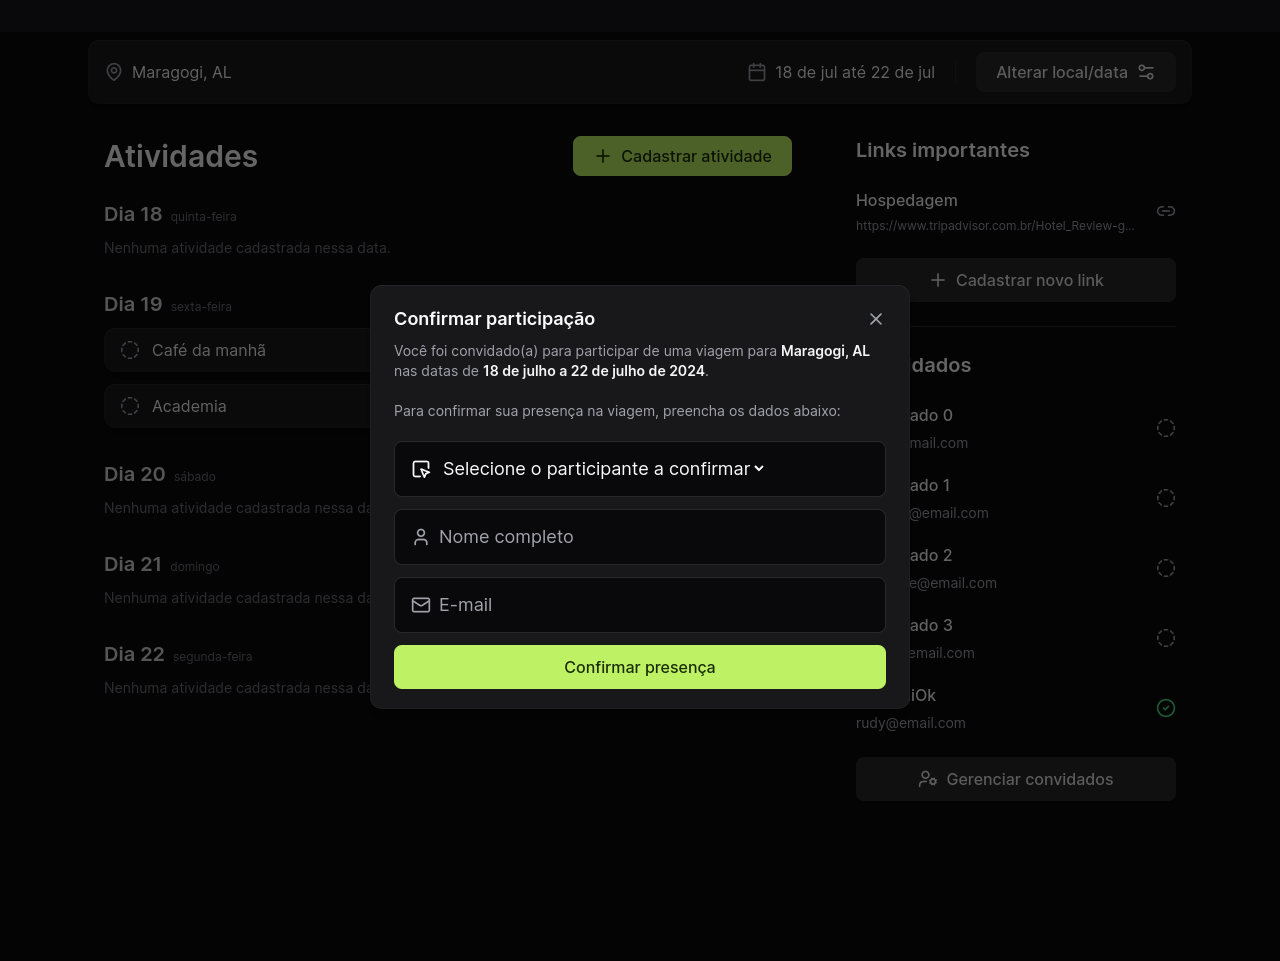 Maragogi, AL
18 de jul até 22 de jul
Alterar local/data
Atividades
Cadastrar atividade
Dia 18 quinta-feira
Nenhuma atividade cadastrada nessa data.
Dia 19 sexta-feira
Café da manhã
Academia
Dia 20 sábado
Nenhuma atividade cadastrada nessa da
Dia 21 domingo
Nenhuma atividade cadastrada nessa da
Dia 22 segunda-feira
Nenhuma atividade cadastrada nessa da
Confirmar participação
Você foi convidado(a) para participar de uma viagem para Maragogi, AL
nas datas de 18 de julho a 22 de julho de 2024.
Para confirmar sua presença na viagem, preencha os dados abaixo:
Selecione o participante a confirmar
Nome completo
E-mail
Confirmar presença
Links importantes
Hospedagem
https://www.tripadvisor.com.br/Hotel_Review-g...
Cadastrar novo link
dados
ado 0
mail.com
ado 1
@email.com
ado 2
e@email.com
ado 3
email.com
iOk
rudy@email.com
Gerenciar convidados